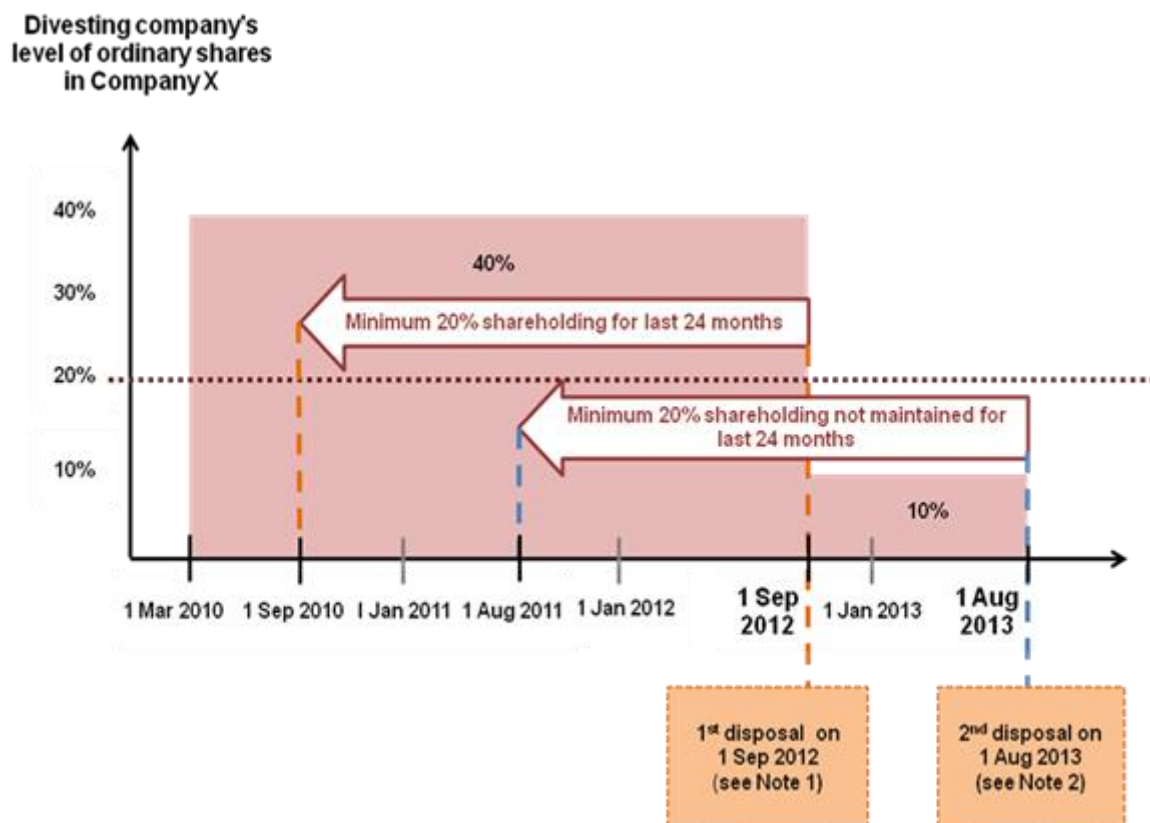 Divesting company's
level of ordinary shares
in Company X
40%
40%
30%
Minimum 20% shareholding for last 24 months
20%
Minimum 20% shareholding not maintained for
last 24 months
10%
10%
1 Mar 2010
1 Sep 2010
I Jan 2011
1 Aug 2011
1 Jan 2012
1 Sep
2012
1 Jan 2013
1 Aug
2013
1st disposal on
1 Sep 2012
(see Note 1)
2nd disposal on
1 Aug 2013
(see Note 2)